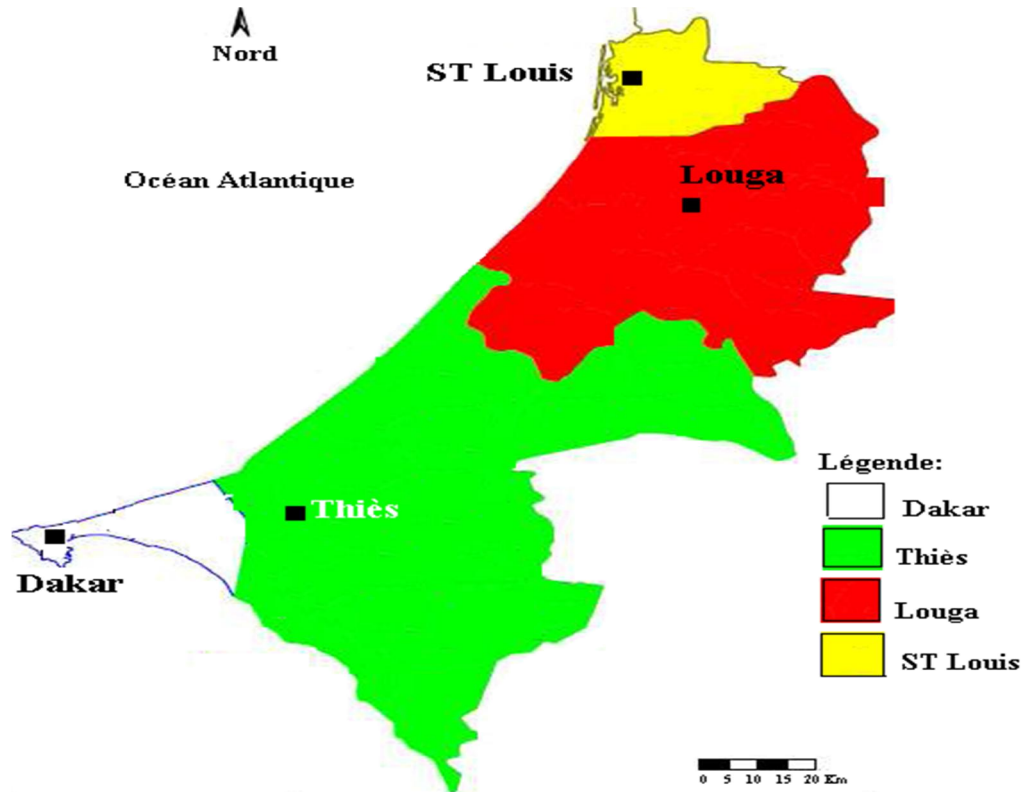 Nord
ST Louis
Océan Atlantique
Louga
Légende:
Dakar
Thiès
Thiès
Dakar
Louga
ST Louis
0 5 10 15 20 Km